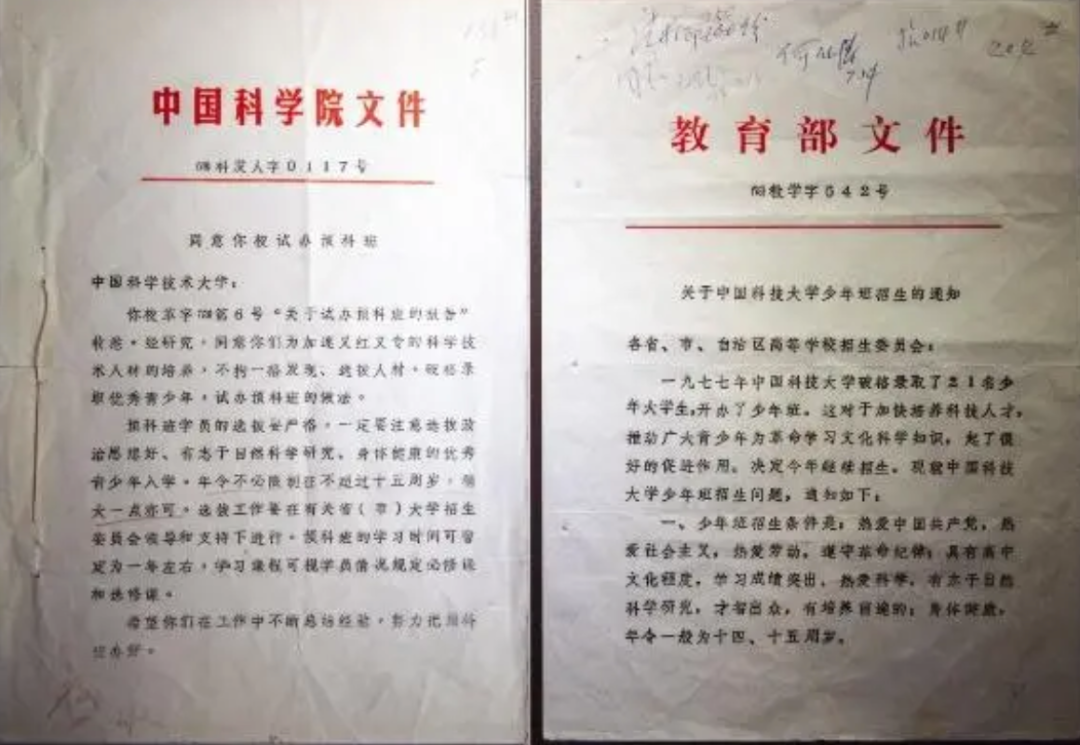 中国科学院文件
科发人字0117号
同意你校试办预科班
中国科学技术大学：
你校革字第6号“关于试办预科班的报告”
收悉。经研究，同意你们为加速又红又专的科学技
术人材的培养，不拘一格发现、选拔人材，破格录
取优秀青少年，试办预科班的做法。
预科班学员的选拔要严格，一定要注意选拔政
治思想好、有志于自然科学研究、身体健康的优秀
青少年入学。年令不必限制在不超过十五周岁，稍
大一点亦可。选拔工作要在有关省（市）大学招生
委员会领导和支持下进行。预科班的学习时间可暂
定为一年左右，学习课程可视学员情况规定必修课
和选修课。
希望你们在工作中不断总结经验，努力把预科
班办好。
教育部文件
教学字542号
关于中国科技大学少年班招生的通知
各省、市、自治区高等学校招生委员会：
一九七七年中国科技大学破格录取了21名少
年大学生，开办了少年班。这对于加快培养科技人才，
推动广大青少年为革命学习文化科学知识，起了很
好的促进作用。决定今年继续招生。现就中国科技
大学少年班招生问题，通知如下：
一、少年班招生条件是：热爱中国共产党，热
爱社会主义，热爱劳动，遵守革命纪律；具有高中
文化程度，学习成绩突出，热爱科学，有志于自然
科学研究，才智出众，有培养前途的；身体健康，
年令一般为十四、十五周岁。